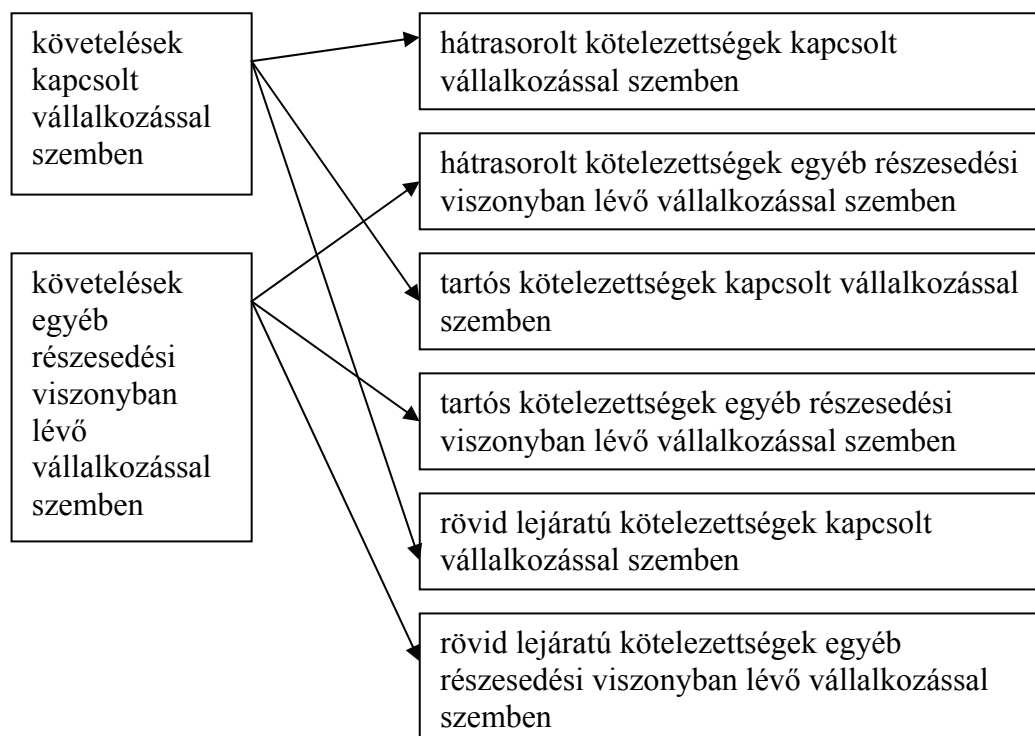 követelések
kapcsolt
vállalkozással
szemben
követelések
egyéb
részesedési
viszonyban
lévő
vállalkozással
szemben
hátrasorolt kötelezettségek kapcsolt
vállalkozással szemben
hátrasorolt kötelezettségek egyéb részesedési
viszonyban lévő vállalkozással szemben
tartós kötelezettségek kapcsolt vállalkozással
szemben
tartós kötelezettségek egyéb részesedési
viszonyban lévő vállalkozással szemben
rövid lejáratú kötelezettségek kapcsolt
vállalkozással szemben
rövid lejáratú kötelezettségek egyéb
részesedési viszonyban lévő vállalkozással
szemben